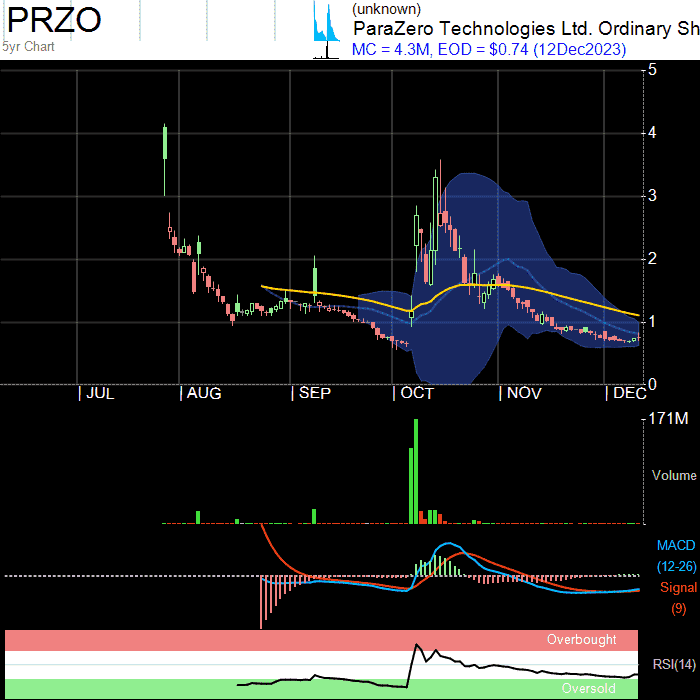 PRZO
(unknown)
ParaZero Technologies Ltd. Ordinary Sh
5yr Chart
MC = 4.3M, EOD = $0.74 (12Dec2023)
5
4
3
2
1
0
| JUL | AUG | SEP | OCT | NOV | DEC
171M
Volume
MACD
(12-26)
Signal
(9)
Overbought
RSI(14)
Oversold